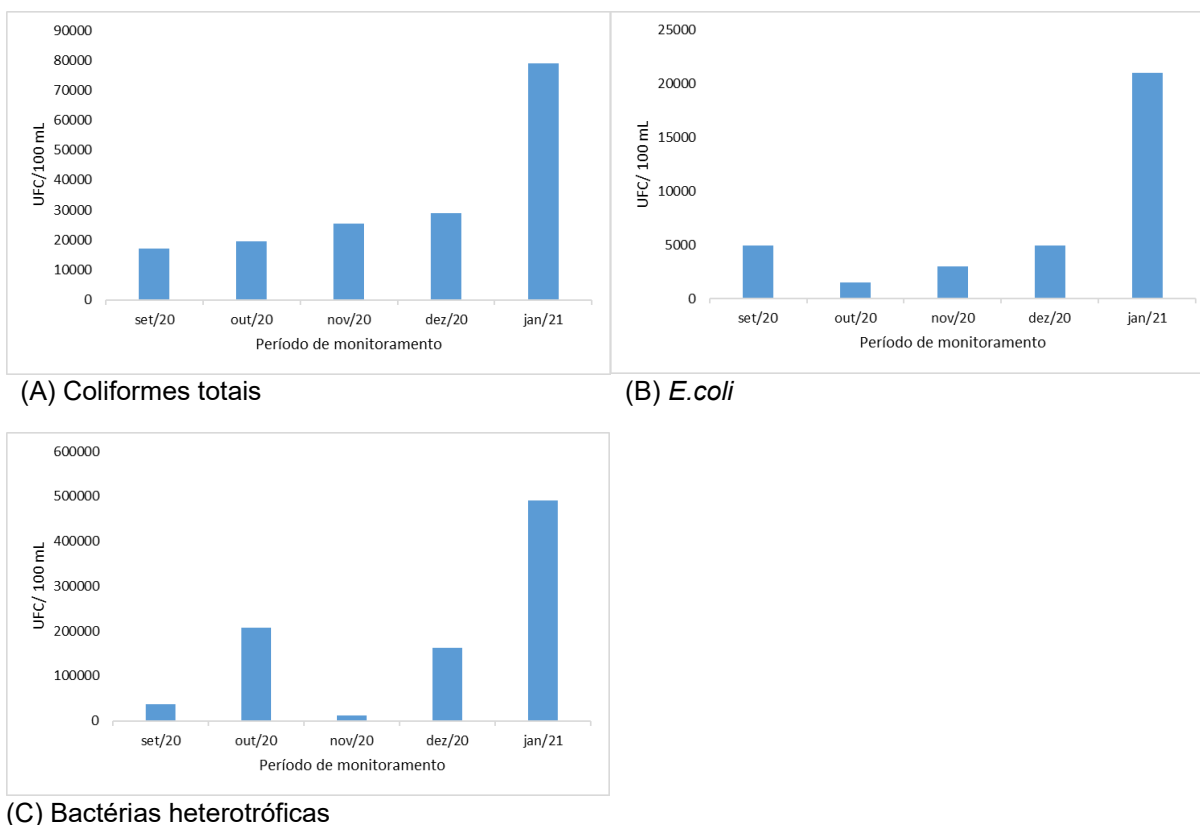 90000
80000
70000
60000
50000
40000
30000
20000
10000
0
UFC/100 mL
set/20 out/20 nov/20 dez/20 jan/21
Período de monitoramento
(A) Coliformes totais
25000
20000
15000
10000
5000
0
UFC/ 100 mL
set/20 out/20 nov/20 dez/20 jan/21
Período de monitoramento
(B) E.coli
600000
500000
400000
300000
200000
100000
0
UFC/ 100 mL
set/20 out/20 nov/20 dez/20 jan/21
Período de monitoramento
(C) Bactérias heterotróficas